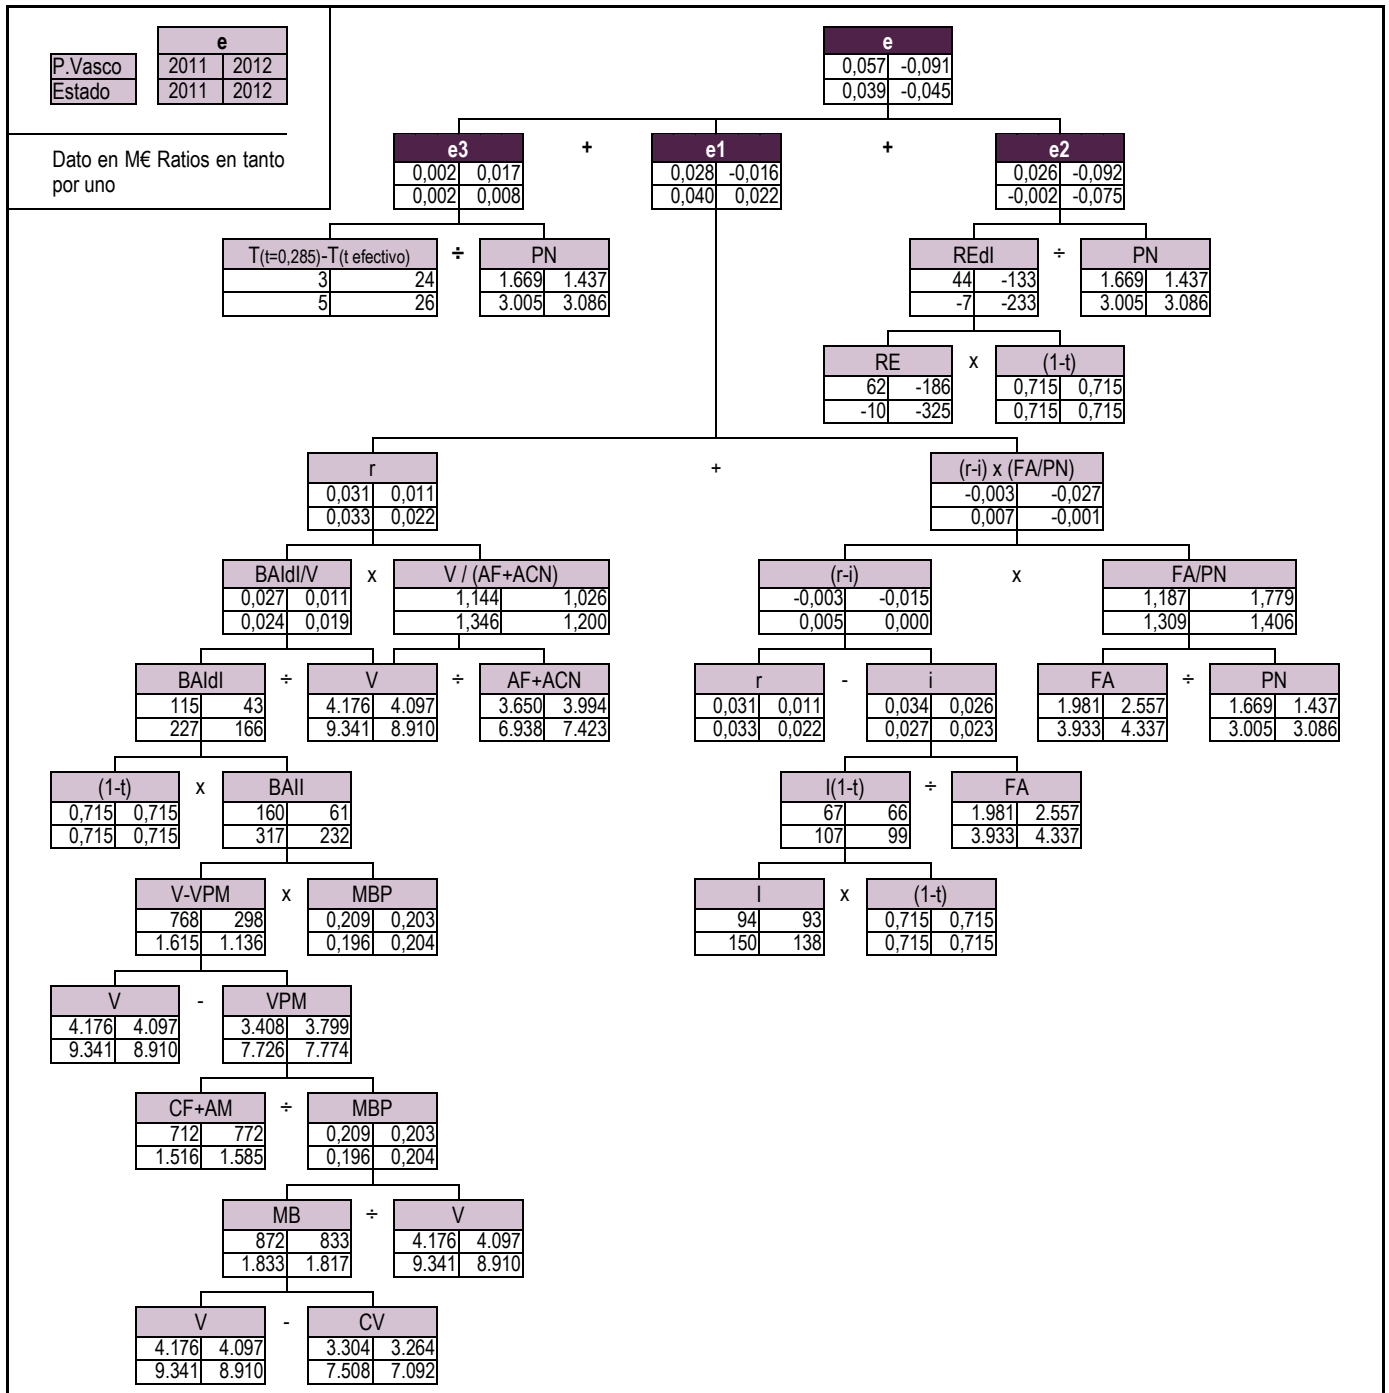 e
P.Vasco 2011 2012
Estado 2011 2012
Dato en M€ Ratios en tanto
por uno
e
0,057 -0,091
0,039 -0,045
e3 + e1 + e2
0,002 0,017 0,028 -0,016 0,026 -0,092
0,002 0,008 0,040 0,022 -0,002 -0,075
T(t=0,285)-T(t efectivo) ÷ PN REdI ÷ PN
3 24 1.669 1.437 44 -133 1.669 1.437
5 26 3.005 3.086 -7 -233 3.005 3.086
RE x (1-t)
62 -186 0,715 0,715
-10 -325 0,715 0,715
r + (r-i) x (FA/PN)
0,031 0,011 -0,003 -0,027
0,033 0,022 0,007 -0,001
BAIdI/V x V / (AF+ACN) (r-i) x FA/PN
0,027 0,011 1,144 1,026 -0,003 -0,015 1,187 1,779
0,024 0,019 1,346 1,200 0,005 0,000 1,309 1,406
BAIdI ÷ V ÷ AF+ACN r - i FA ÷ PN
115 43 4.176 4.097 3.650 3.994 0,031 0,011 0,034 0,026 1.981 2.557 1.669 1.437
227 166 9.341 8.910 6.938 7.423 0,033 0,022 0,027 0,023 3.933 4.337 3.005 3.086
(1-t) x BAII I(1-t) ÷ FA
0,715 0,715 160 61 67 66 1.981 2.557
0,715 0,715 317 232 107 99 3.933 4.337
V-VPM x MBP I x (1-t)
768 298 0,209 0,203 94 93 0,715 0,715
1.615 1.136 0,196 0,204 150 138 0,715 0,715
V - VPM
4.176 4.097 3.408 3.799
9.341 8.910 7.726 7.774
CF+AM ÷ MBP
712 772 0,209 0,203
1.516 1.585 0,196 0,204
MB ÷ V
872 833 4.176 4.097
1.833 1.817 9.341 8.910
V - CV
4.176 4.097 3.304 3.264
9.341 8.910 7.508 7.092